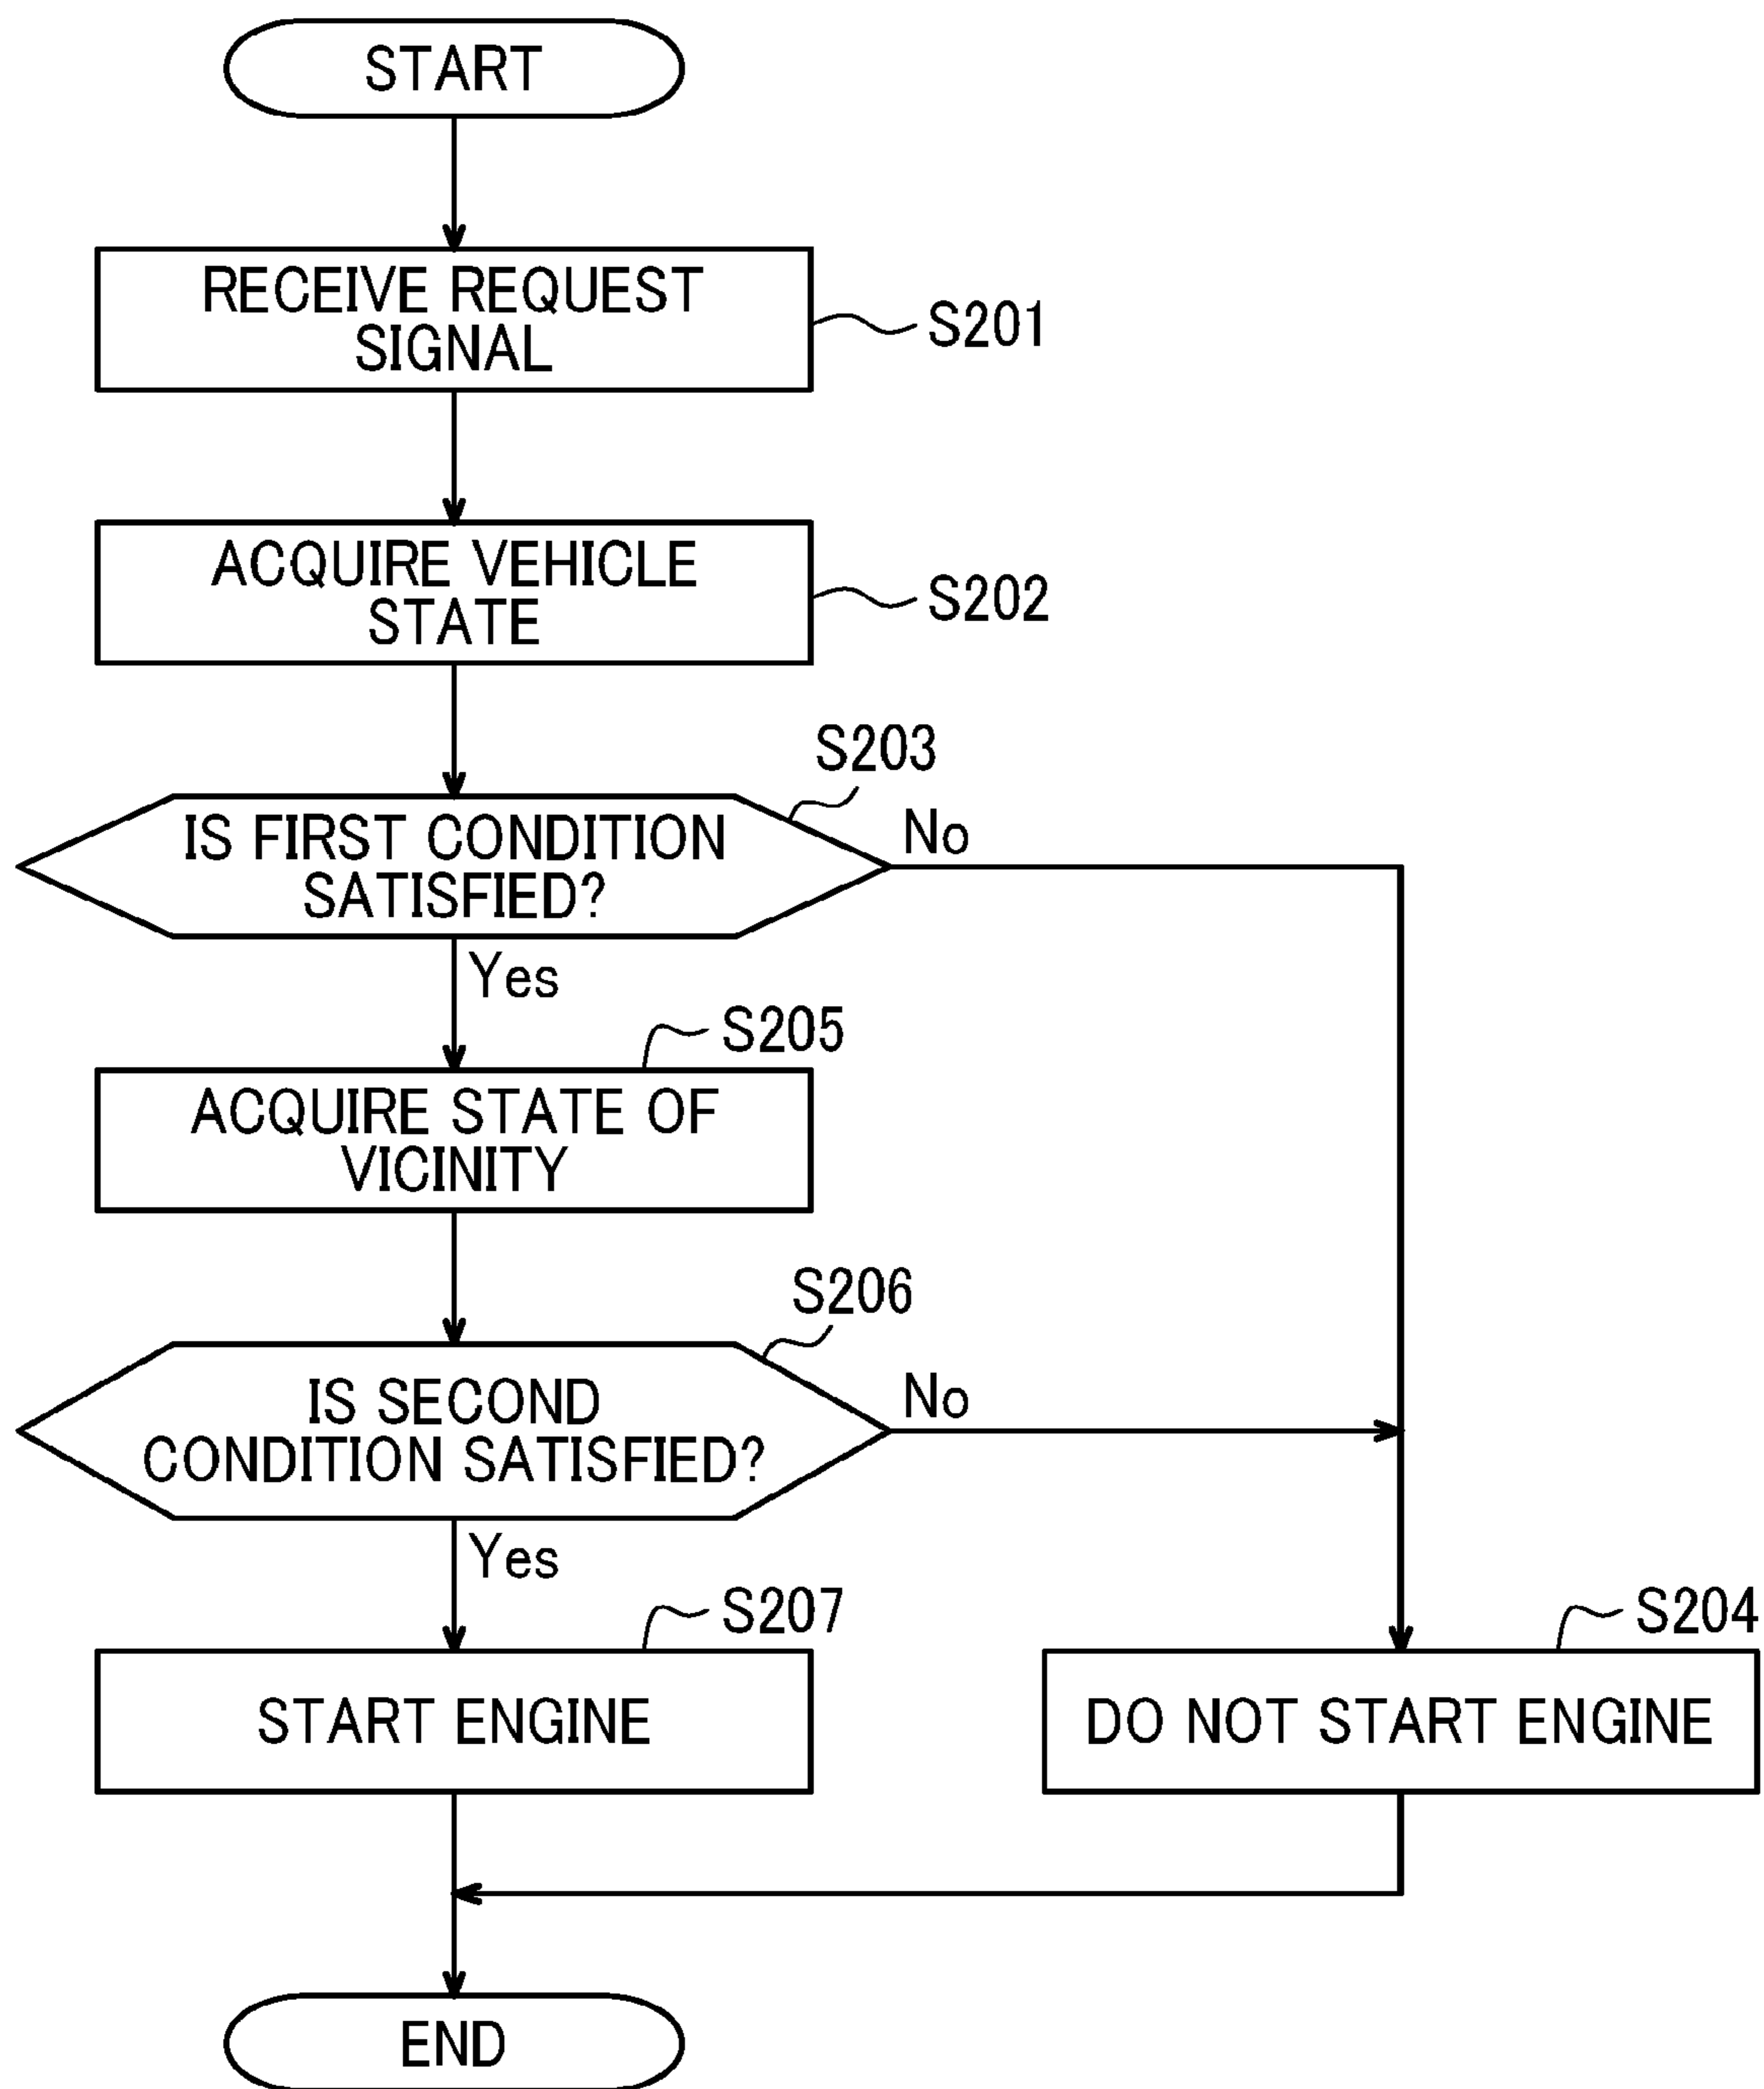 START
RECEIVE REQUEST
SIGNAL
S201
ACQUIRE VEHICLE
STATE
S202
S203
IS FIRST CONDITION
SATISFIED?
No
Yes
S205
ACQUIRE STATE OF
VICINITY
S206
IS SECOND
CONDITION SATISFIED?
No
Yes
S207
START ENGINE
S204
DO NOT START ENGINE
END